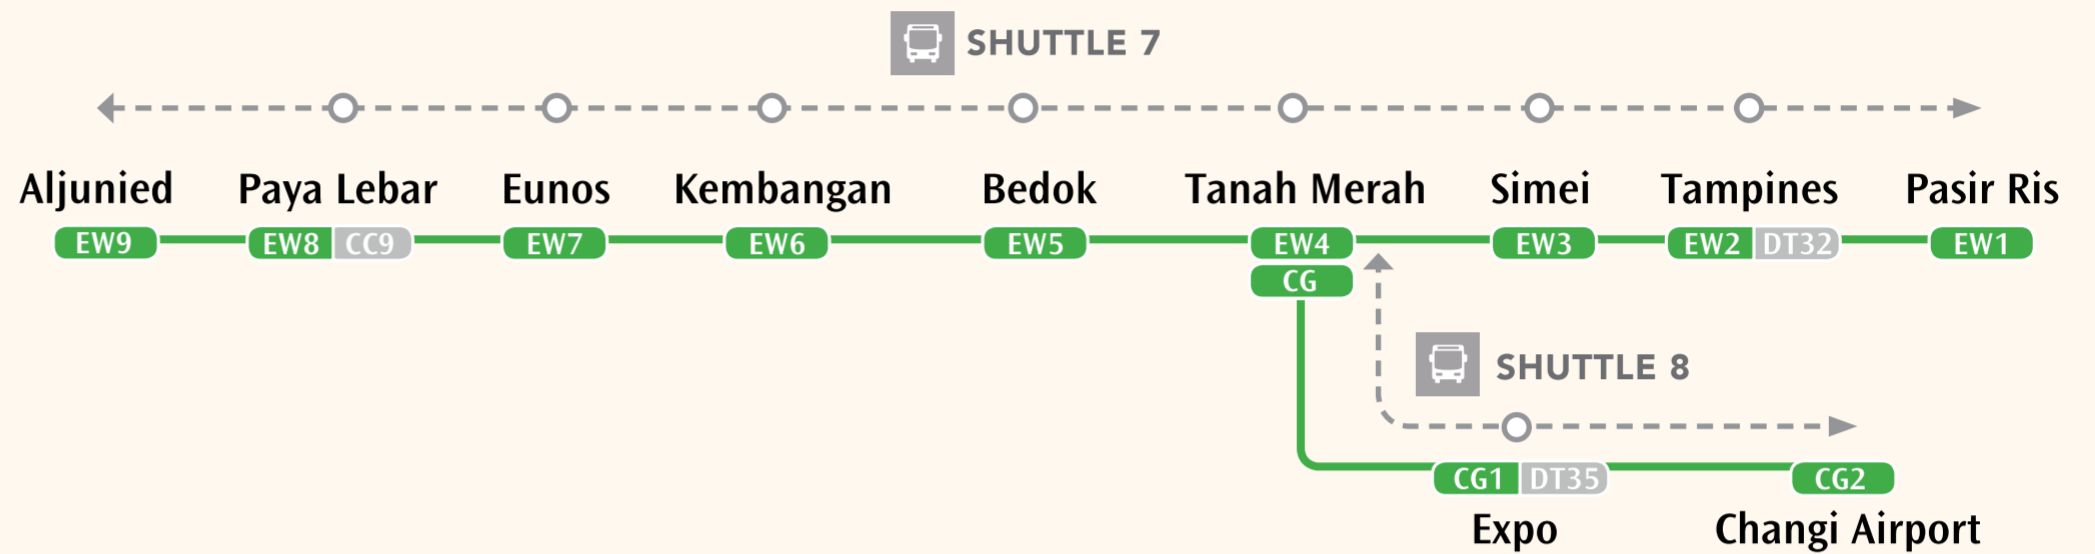 SHUTTLE 7
Aljunied
Paya Lebar
Eunos
Kembangan
Bedok
Tanah Merah
Simei
Tampines
Pasir Ris
EW9
EW8 CC9
EW7
EW6
EW5
EW4
EW3
EW2 DT32
EW1
CG
SHUTTLE 8
CG1 DT35
CG2
Expo
Changi Airport